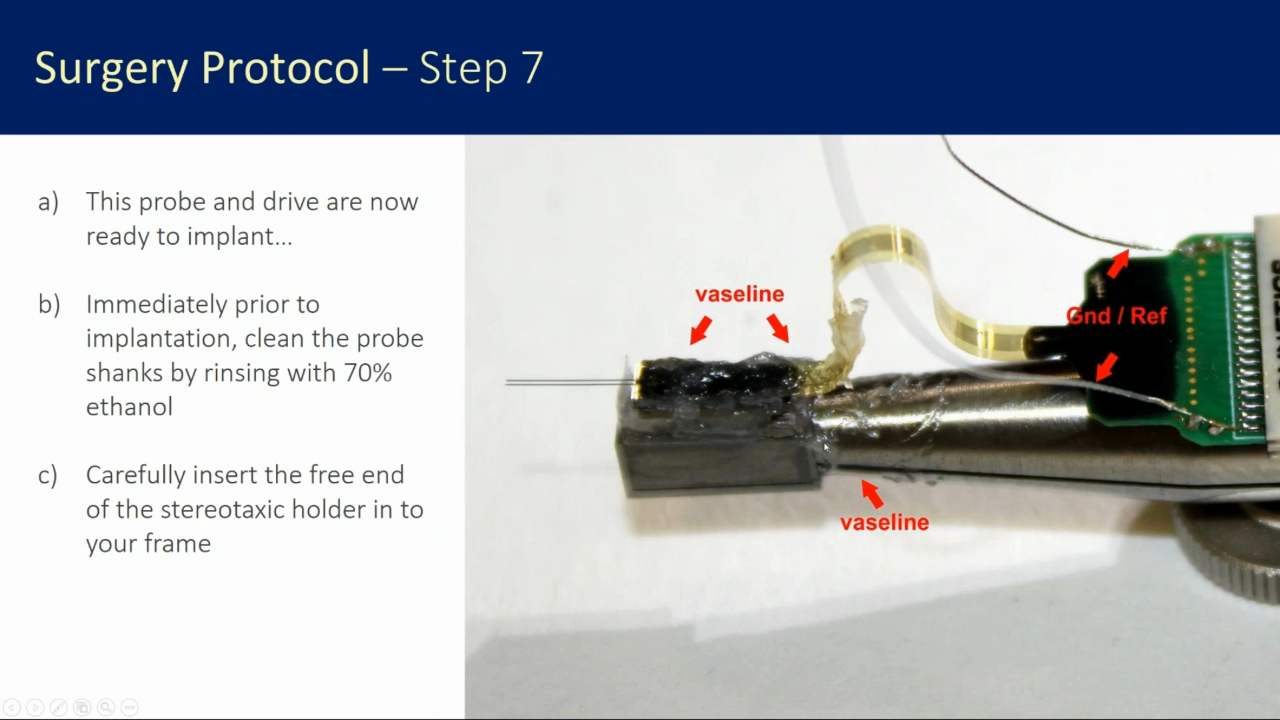 Surgery Protocol – Step 7
a) This probe and drive are now
ready to implant...
b) Immediately prior to
implantation, clean the probe
shanks by rinsing with 70%
ethanol
c) Carefully insert the free end
of the stereotaxic holder in to
your frame
vaseline
Gnd / Ref
vaseline